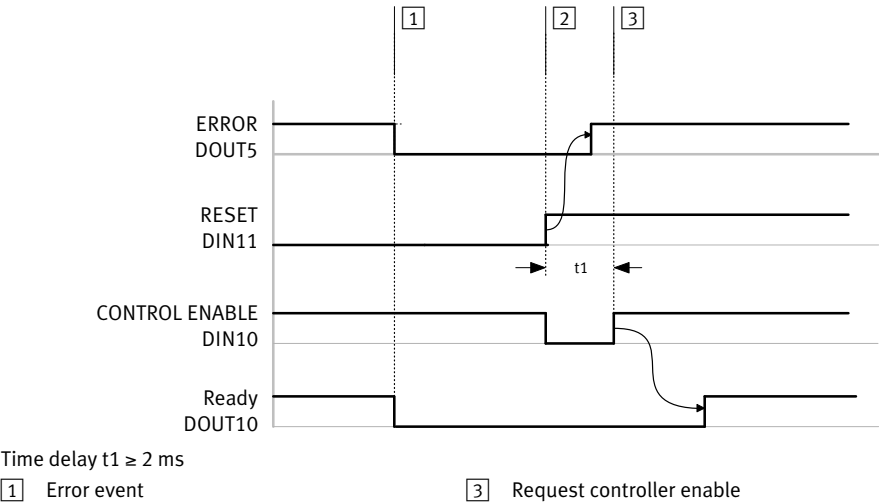 1 2 3
ERROR
DOUT5
RESET
DIN11
t1
CONTROL ENABLE
DIN10
Ready
DOUT10
Time delay t1 ≥ 2 ms
1 Error event 3 Request controller enable